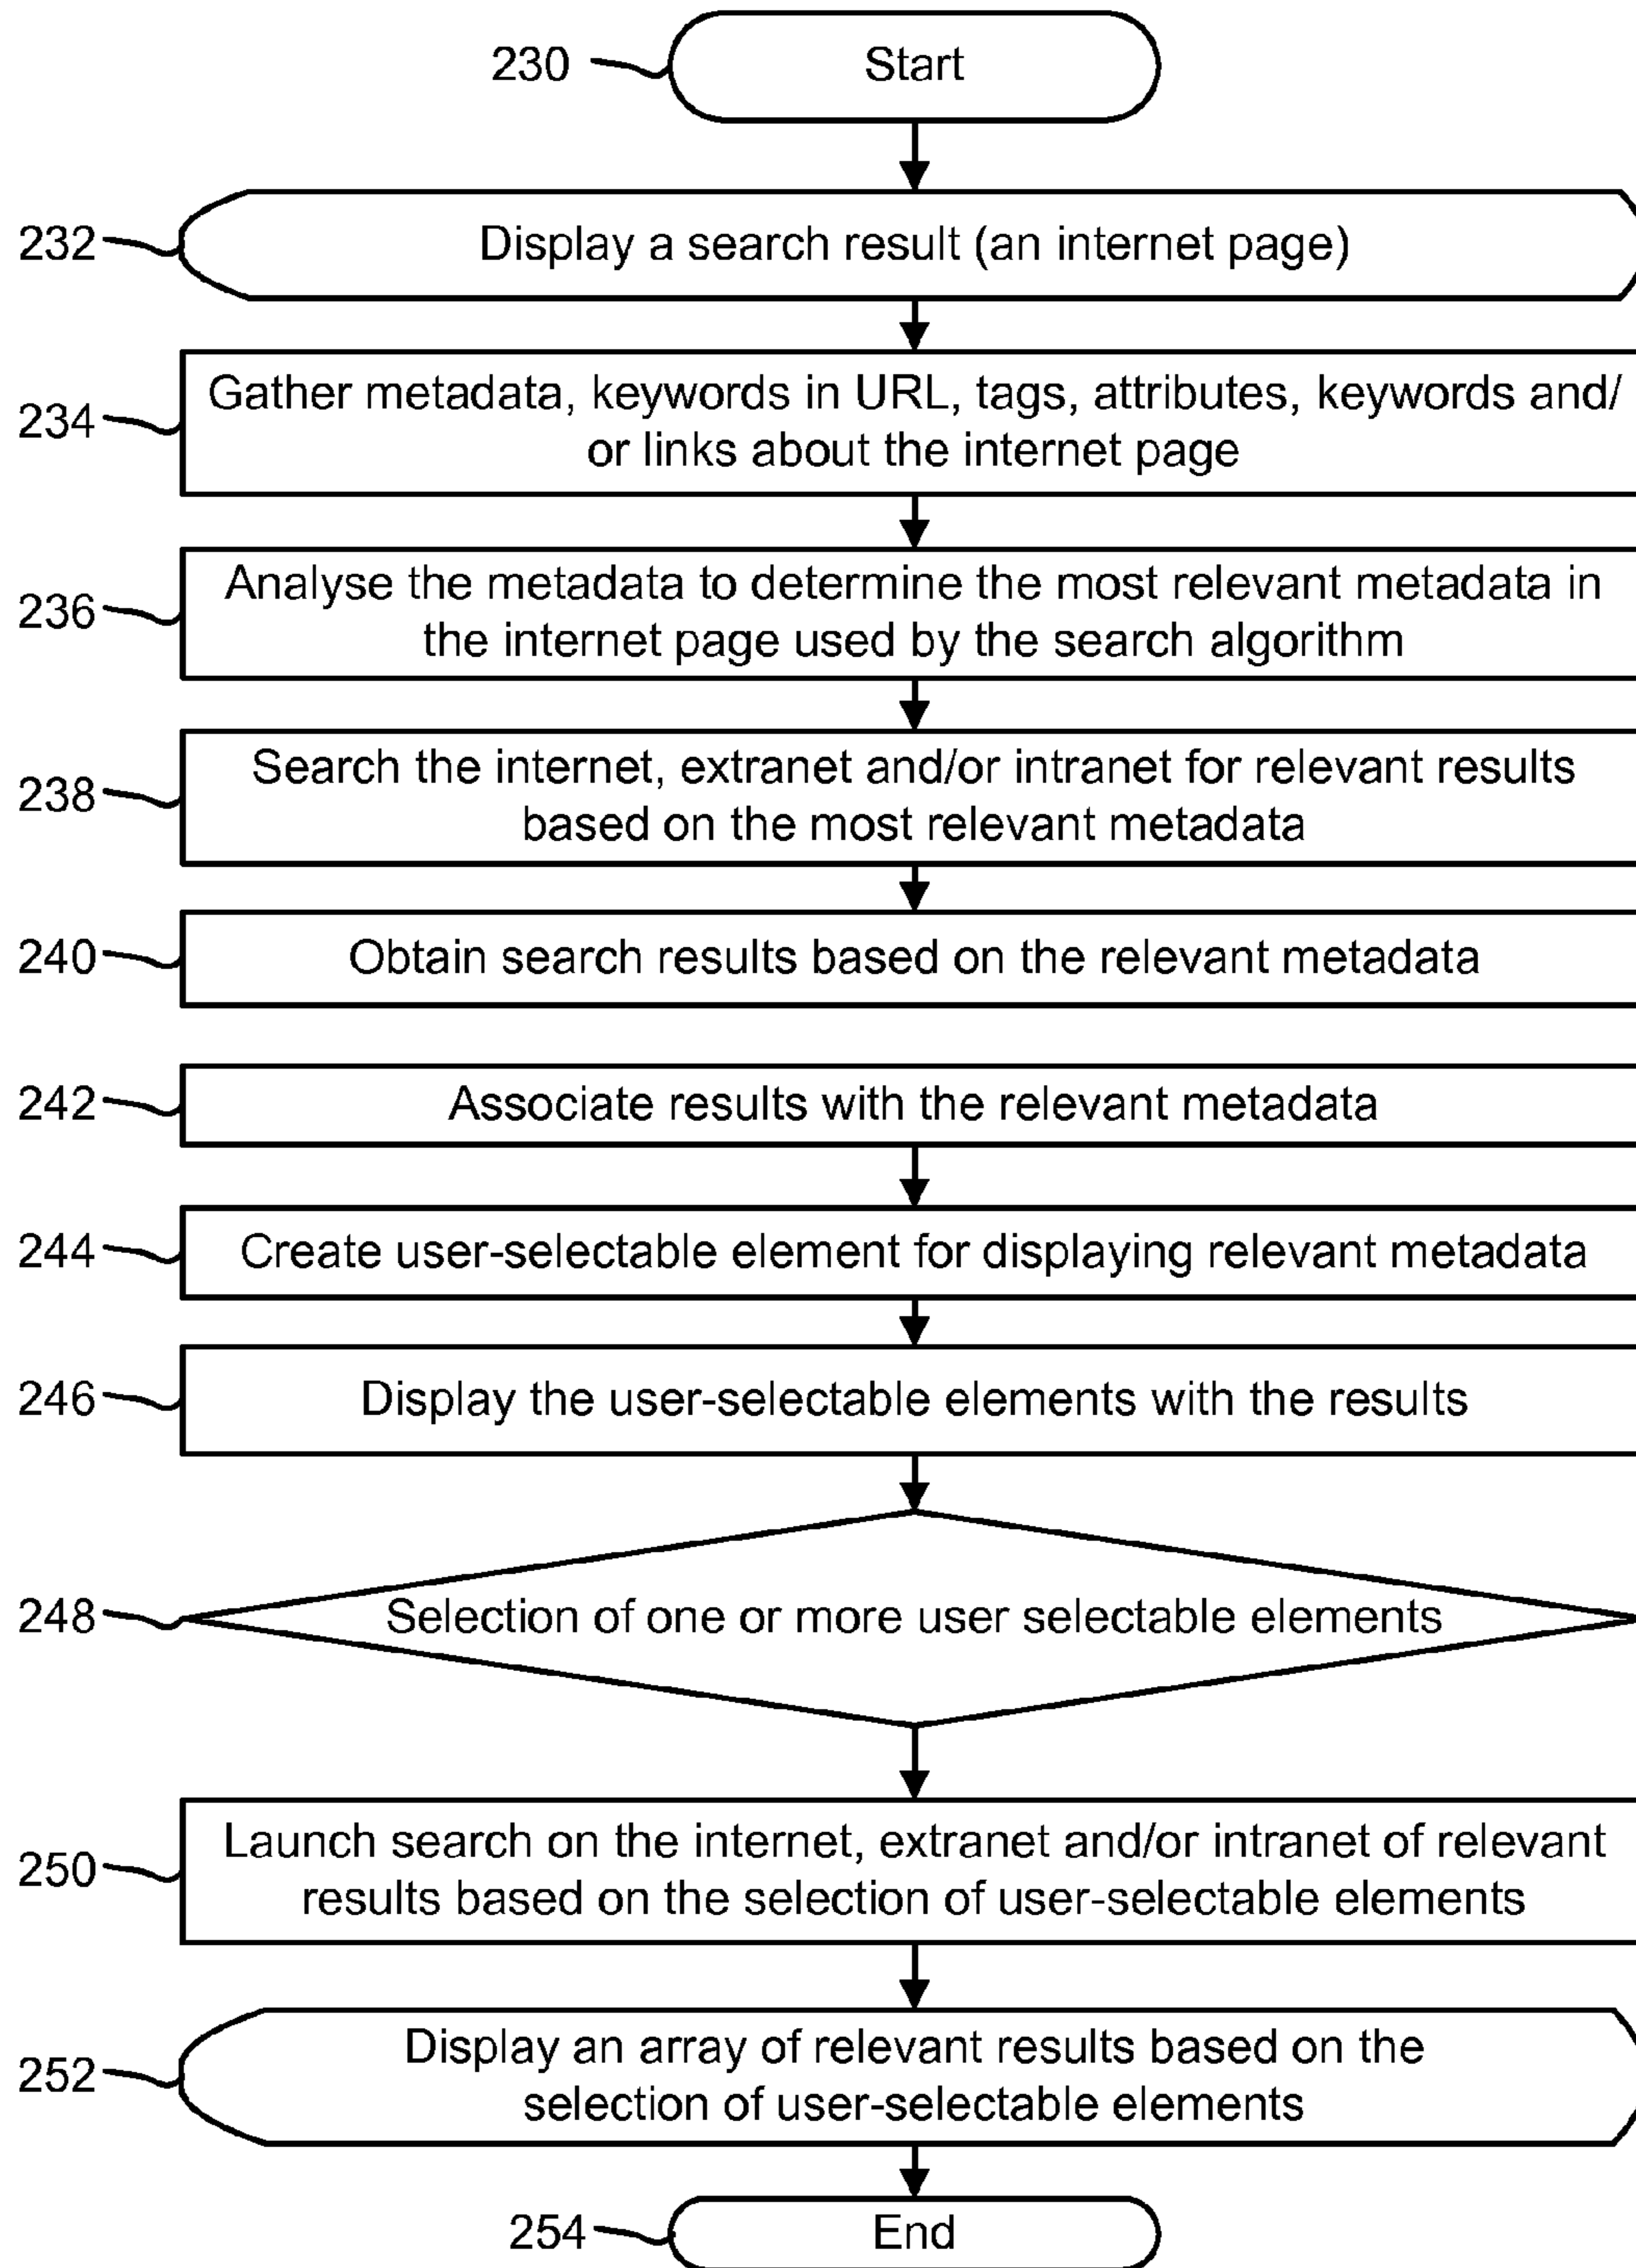 230
Start
232
Display a search result (an internet page)
234
Gather metadata, keywords in URL, tags, attributes, keywords and/
or links about the internet page
236
Analyse the metadata to determine the most relevant metadata in
the internet page used by the search algorithm
238
Search the internet, extranet and/or intranet for relevant results
based on the most relevant metadata
240
Obtain search results based on the relevant metadata
242
Associate results with the relevant metadata
244
Create user-selectable element for displaying relevant metadata
246
Display the user-selectable elements with the results
248
Selection of one or more user selectable elements
250
Launch search on the internet, extranet and/or intranet of relevant
results based on the selection of user-selectable elements
252
Display an array of relevant results based on the
selection of user-selectable elements
254
End